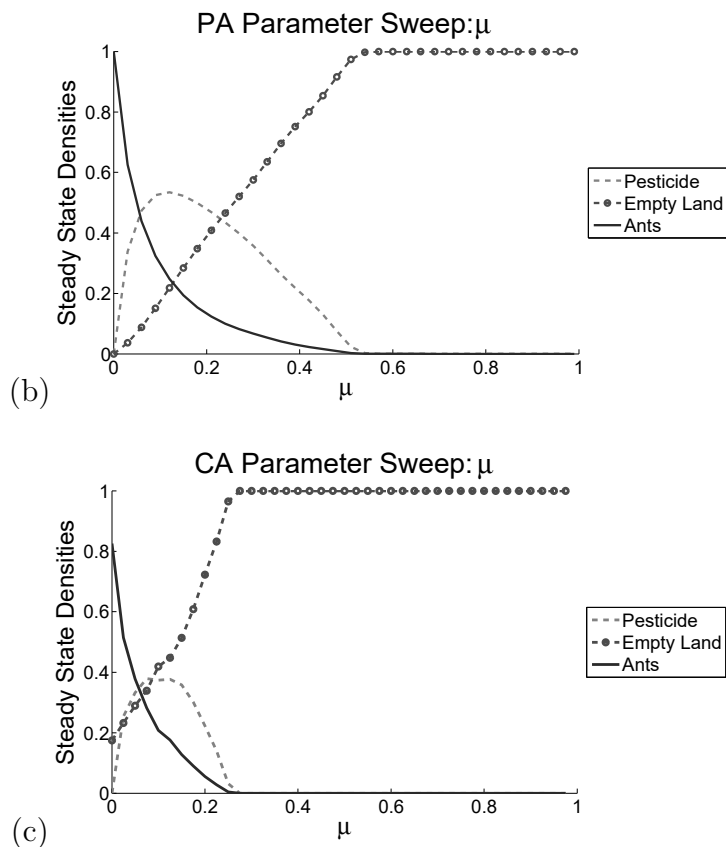 PA Parameter Sweep: μ
Steady State Densities
1
0.8
0.6
0.4
0.2
0
0 0.2 0.4 0.6 0.8 1
μ
Pesticide
Empty Land
Ants
(b)
CA Parameter Sweep: μ
Steady State Densities
1
0.8
0.6
0.4
0.2
0
0 0.2 0.4 0.6 0.8 1
μ
Pesticide
Empty Land
Ants
(c)